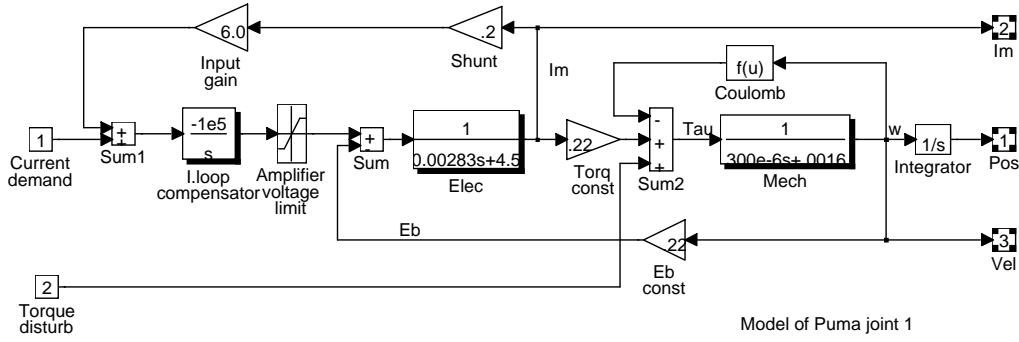 6.0
Input
gain
.2
Shunt
Im
2
Im
f(u)
Coulomb
1
Current
demand
+
+
Sum1
-1e5
s
I.loop
compensator
Amplifier
voltage
limit
+
-
Sum
1
0.00283s+4.5
Elec
.22
Torq
const
-
+
+
Sum2
Tau
1
300e-6s+.0016
Mech
w
1/s
Integrator
1
Pos
Eb
.22
Eb
const
3
Vel
2
Torque
disturb
Model of Puma joint 1